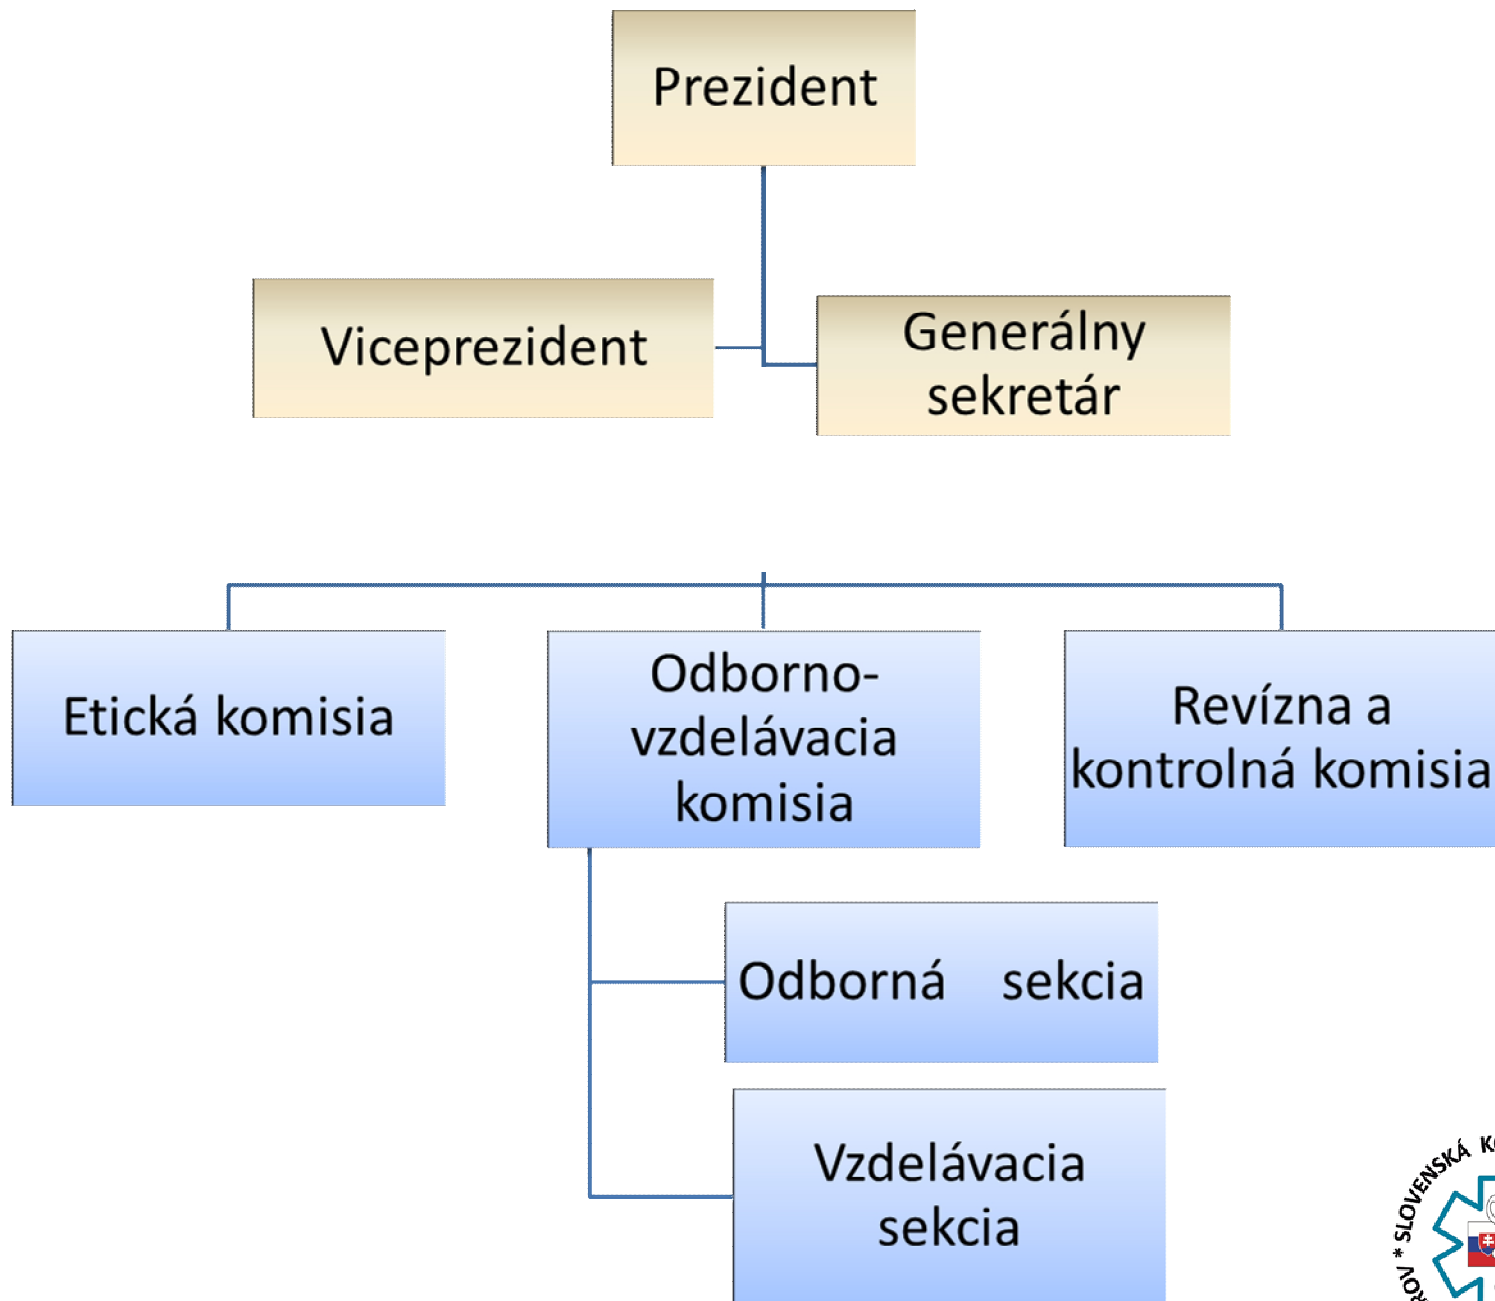 Prezident
Viceprezident
Generálny
sekretár
Etická komisia
Odborno-
vzdelávacia
komisia
Revízna a
kontrolná komisia
Odborná sekcia
Vzdelávacia
sekcia
* SLOVENSKÁ